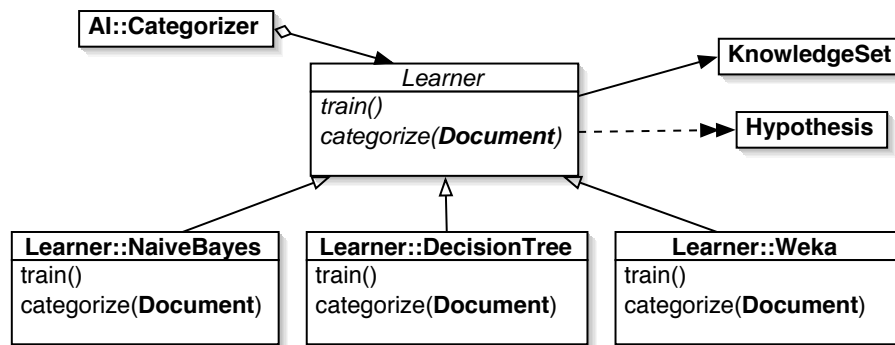 AI::Categorizer
Learner
train()
categorize(Document)
KnowledgeSet
Hypothesis
Learner::NaiveBayes
train()
categorize(Document)
Learner::DecisionTree
train()
categorize(Document)
Learner::Weka
train()
categorize(Document)